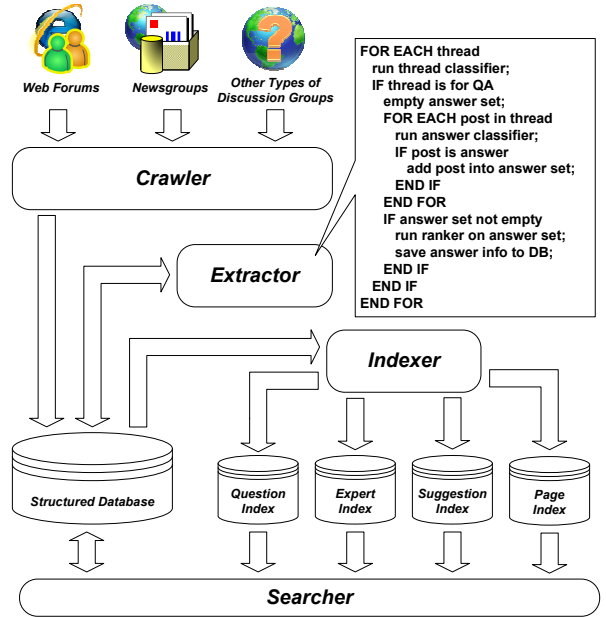 Web Forums
Newsgroups
Other Types of
Discussion Groups
FOR EACH thread
run thread classifier;
IF thread is for QA
empty answer set;
FOR EACH post in thread
run answer classifier;
IF post is answer
add post into answer set;
END IF
END FOR
IF answer set not empty
run ranker on answer set;
save answer info to DB;
END IF
END IF
END FOR
Crawler
Extractor
Indexer
Structured Database
Question
Index
Expert
Index
Suggestion
Index
Page
Index
Searcher